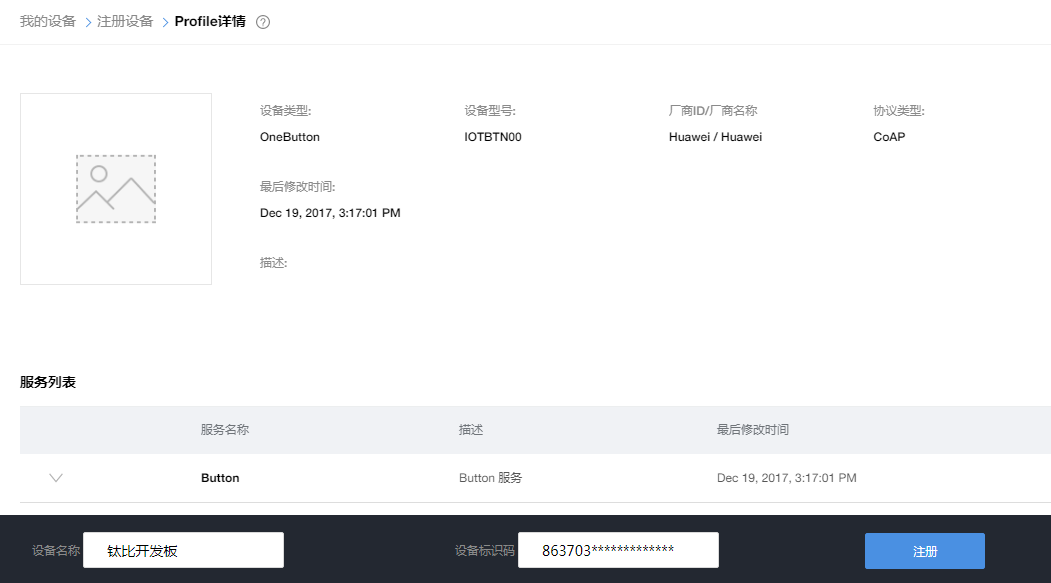 我的设备 > 注册设备 > Profile详情 ?
设备类型: 设备型号: 厂商ID/厂商名称 协议类型:
OneButton IOTBTN00 Huawei / Huawei CoAP
最后修改时间:
Dec 19, 2017, 3:17:01 PM
描述:
服务列表
服务名称 描述 最后修改时间
Button Button 服务 Dec 19, 2017, 3:17:01 PM
设备名称 钛比开发板 设备标识码 863703************* 注册